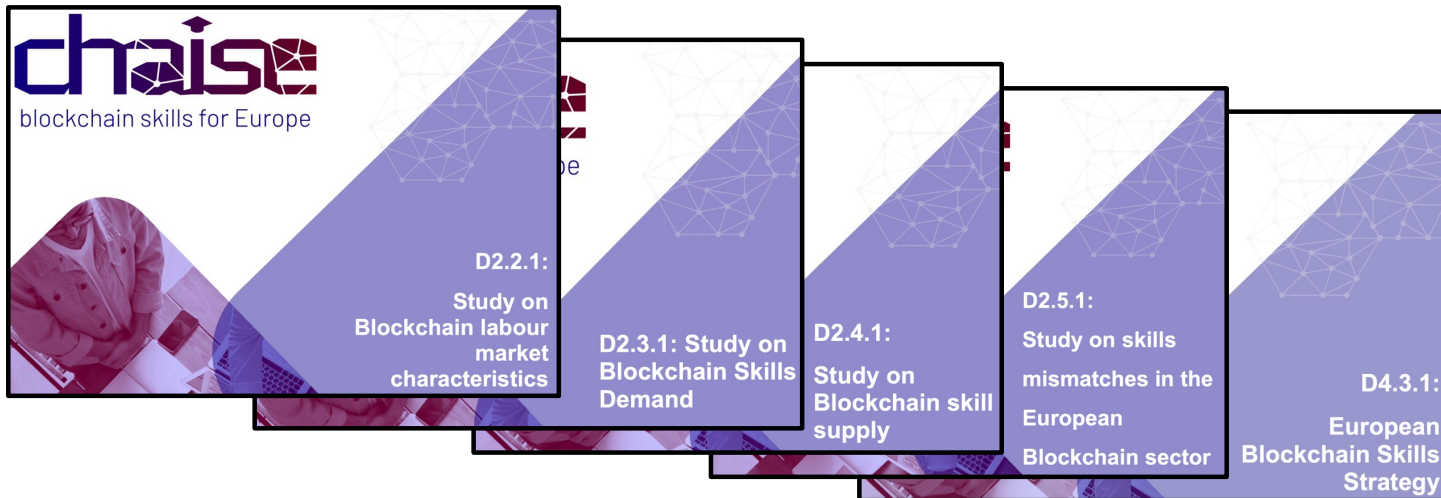 chaise
blockchain skills for Europe
D2.2.1:
Study on
Blockchain labour
market
characteristics
pe
D2.3.1: Study on
Blockchain Skills
Demand
D2.4.1:
Study on
Blockchain skill
supply
D2.5.1:
Study on skills
mismatches in the
European
Blockchain sector
D4.3.1:
European
Blockchain Skills
Strategy